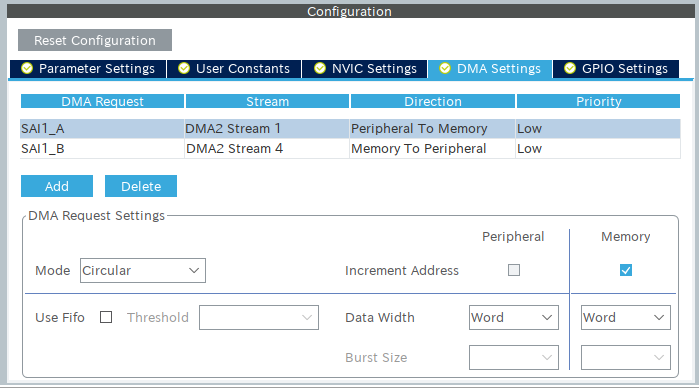 Configuration
Reset Configuration
Parameter Settings User Constants NVIC Settings DMA Settings GPIO Settings
DMA Request Stream Direction Priority
SAI1_A DMA2 Stream 1 Peripheral To Memory Low
SAI1_B DMA2 Stream 4 Memory To Peripheral Low
Add Delete
DMA Request Settings
Peripheral Memory
Mode Circular Increment Address
Use Fifo Threshold Data Width Word Word
Burst Size